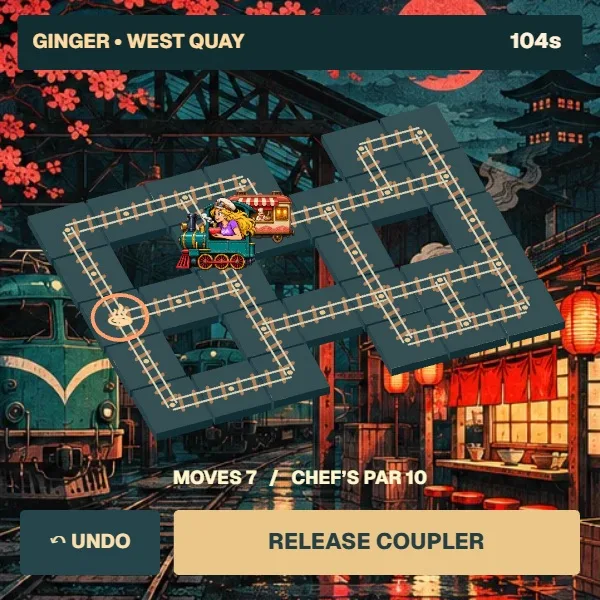 GINGER • WEST QUAY
104s
MOVES 7 / CHEF'S PAR 10
↶ UNDO
RELEASE COUPLER